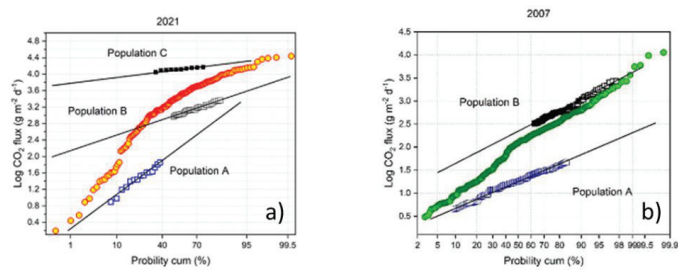 2021
Log CO₂ flux (g m⁻² d⁻¹)
4.8
4.4
4.0
3.6
3.2
2.8
2.4
2.0
1.6
1.2
0.8
0.4
Population C
Population B
Population A
a)
1 10 40 70 95 99.5
Probility cum (%)
2007
Log CO₂ flux (g m⁻² d⁻¹)
4.0
3.5
3.0
2.5
2.0
1.5
1.0
0.5
Population B
Population A
b)
2 5 10 20 30 40 50 60 70 80 90 95 98 99 99.5 99.9
Probility cum (%)